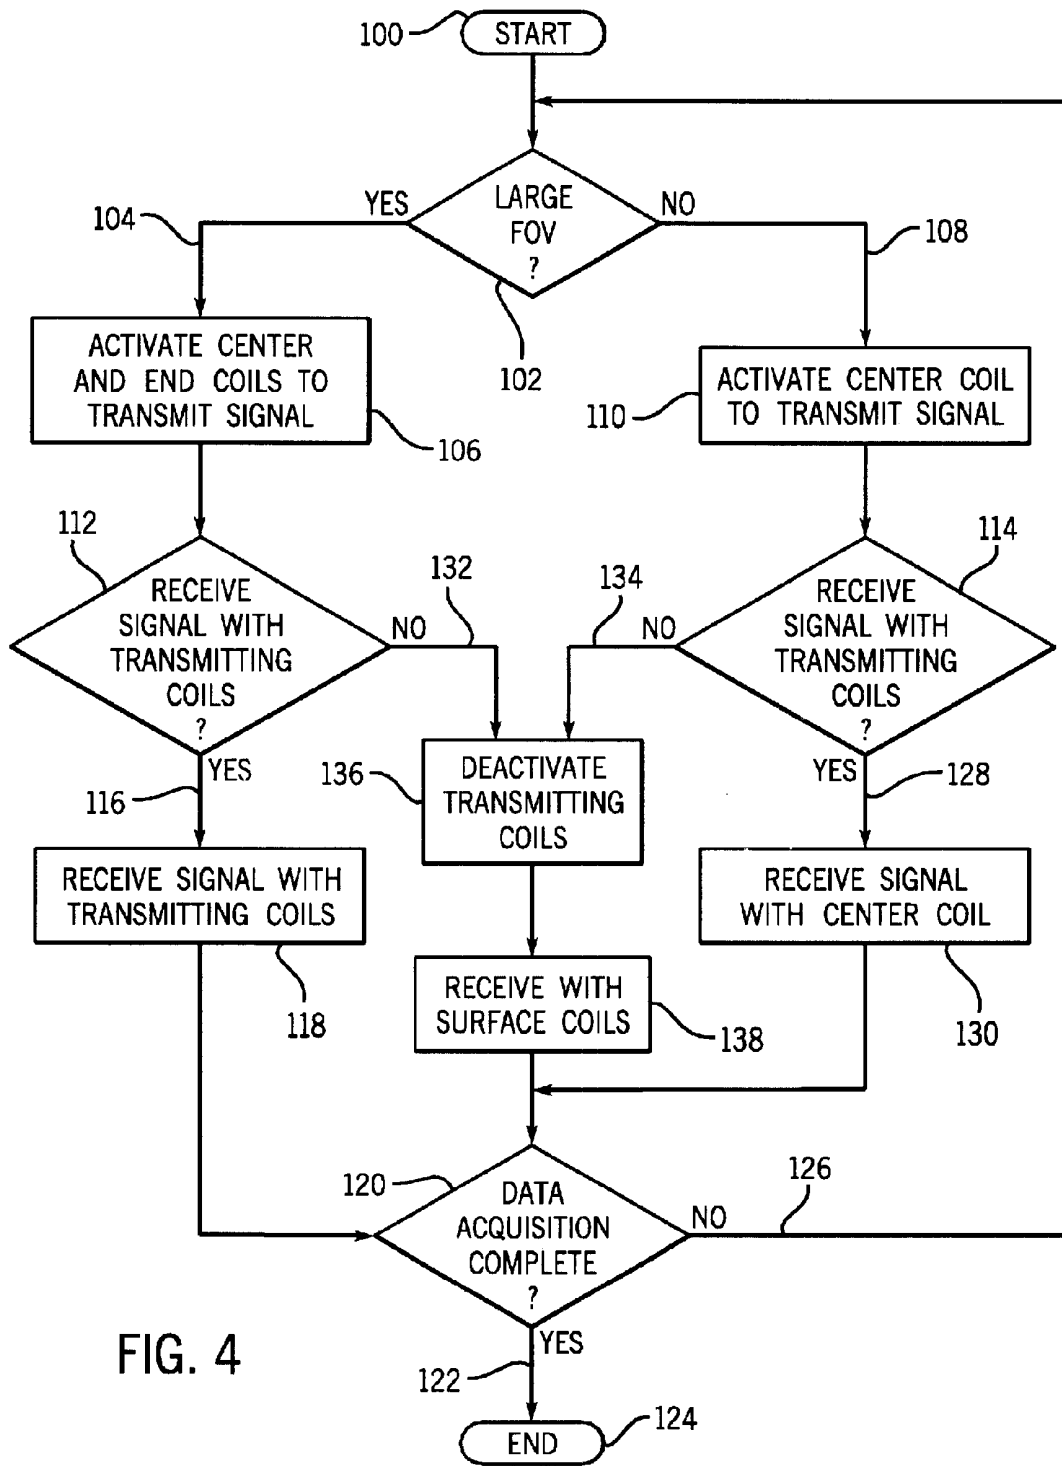 100
START
YES
LARGE
FOV
?
NO
104
108
102
ACTIVATE CENTER
AND END COILS TO
TRANSMIT SIGNAL
106
110
ACTIVATE CENTER COIL
TO TRANSMIT SIGNAL
112
RECEIVE
SIGNAL WITH
TRANSMITTING
COILS
?
NO
132
134
NO
114
RECEIVE
SIGNAL WITH
TRANSMITTING
COILS
?
YES
116
136
DEACTIVATE
TRANSMITTING
COILS
YES
128
RECEIVE SIGNAL WITH
TRANSMITTING COILS
118
RECEIVE SIGNAL
WITH CENTER COIL
130
RECEIVE WITH
SURFACE COILS
138
120
DATA
ACQUISITION
COMPLETE
?
NO
126
YES
122
END
124
FIG. 4